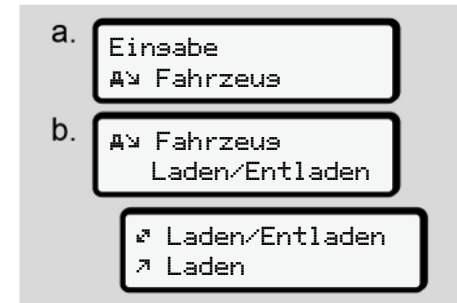 a.
Eingabe
Fahrzeug
b.
Fahrzeug
Laden/Entladen
Laden/Entladen
Laden